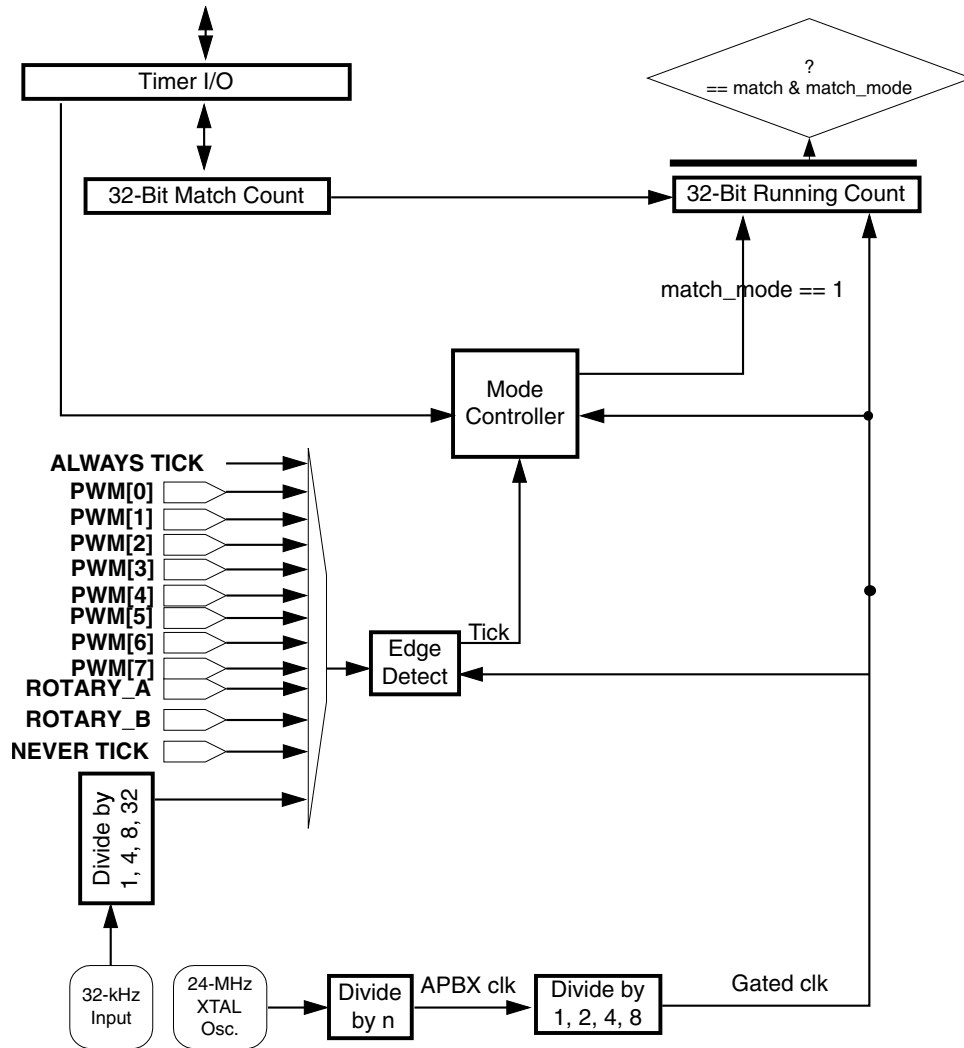 Timer I/O
?
== match & match_mode
32-Bit Match Count
32-Bit Running Count
match_mode == 1
Mode
Controller
ALWAYS TICK
PWM[0]
PWM[1]
PWM[2]
PWM[3]
PWM[4]
PWM[5]
PWM[6]
PWM[7]
ROTARY_A
ROTARY_B
NEVER TICK
Tick
Edge
Detect
Divide by
1, 4, 8, 32
32-kHz
Input
24-MHz
XTAL
Osc.
Divide
by n
APBX clk
Divide by
1, 2, 4, 8
Gated clk